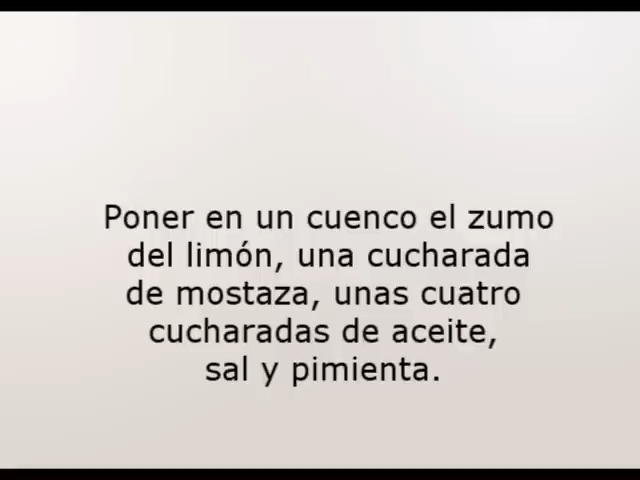 Poner en un cuenco el zumo
del limón, una cucharada
de mostaza, unas cuatro
cucharadas de aceite,
sal y pimienta.